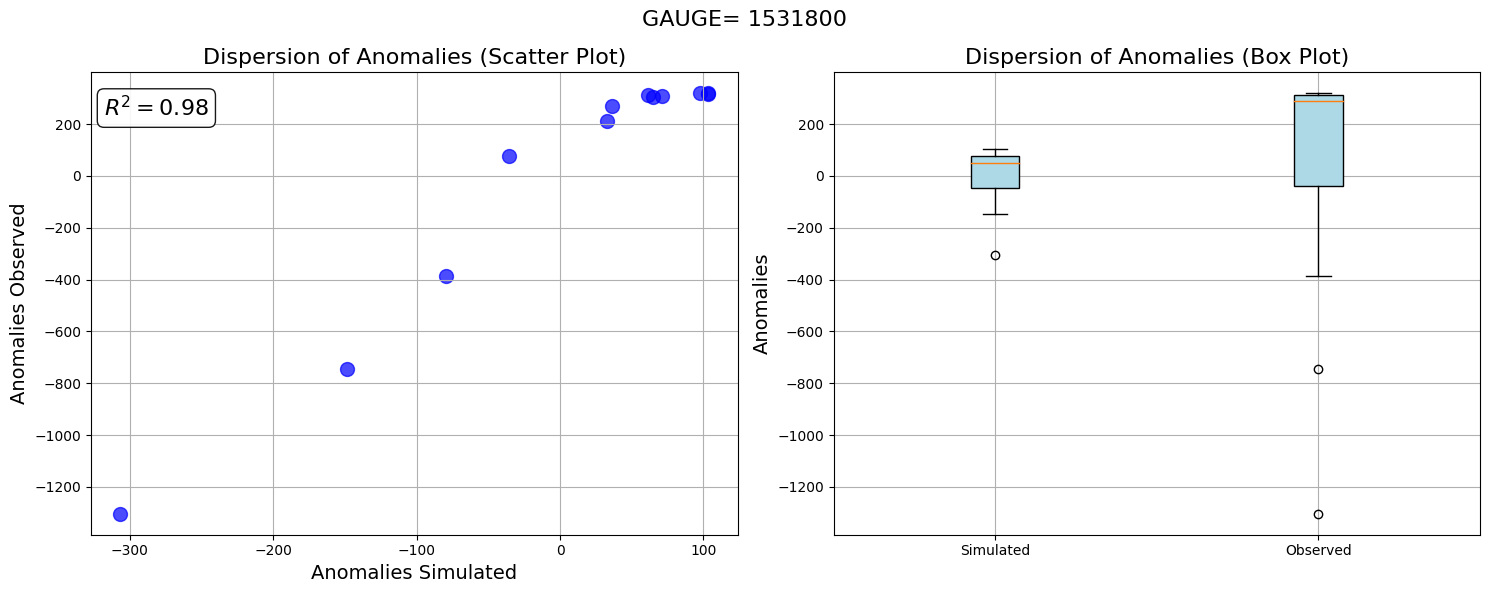 GAUGE= 1531800
Dispersion of Anomalies (Scatter Plot)
R² = 0.98
Anomalies Observed
200
0
−200
−400
−600
−800
−1000
−1200
−300
−200
−100
0
100
Anomalies Simulated
Dispersion of Anomalies (Box Plot)
Anomalies
200
0
−200
−400
−600
−800
−1000
−1200
Simulated
Observed